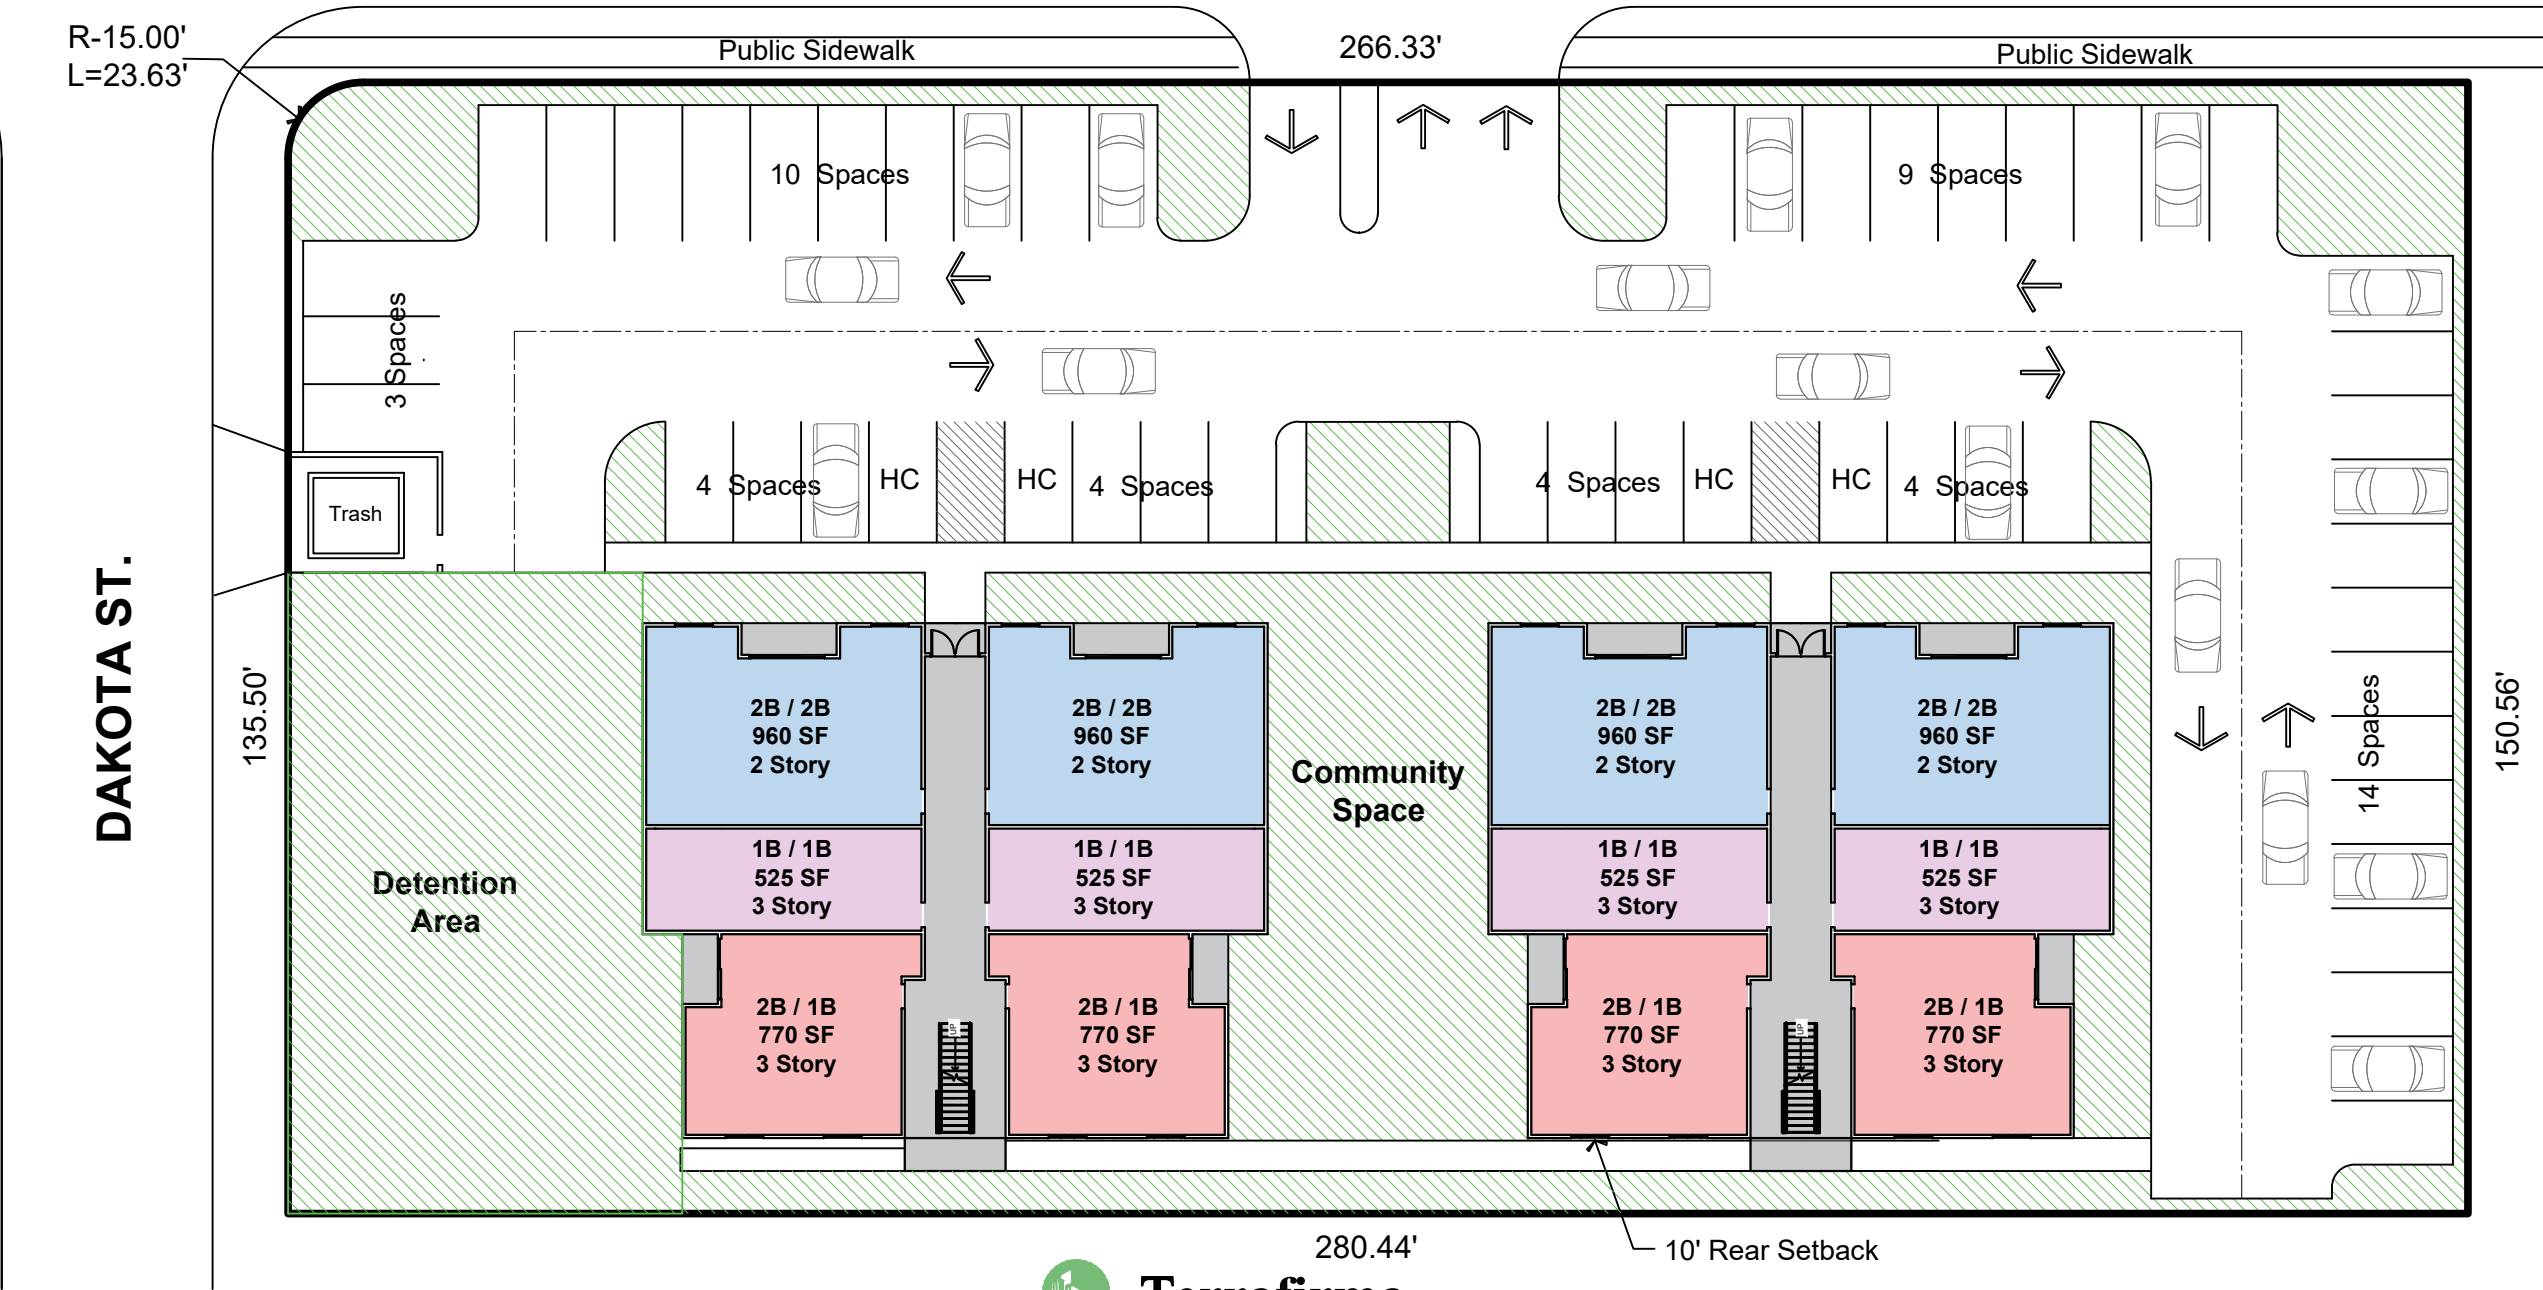 R-15.00'
L=23.63'
Public Sidewalk
266.33'
Public Sidewalk
10 Spaces
9 Spaces
3 Spaces
4 Spaces
HC
HC
4 Spaces
4 Spaces
HC
HC
4 Spaces
Trash
DAKOTA ST.
135.50'
150.56'
14 Spaces
2B / 2B
960 SF
2 Story
2B / 2B
960 SF
2 Story
2B / 2B
960 SF
2 Story
2B / 2B
960 SF
2 Story
Community
Space
1B / 1B
525 SF
3 Story
1B / 1B
525 SF
3 Story
1B / 1B
525 SF
3 Story
1B / 1B
525 SF
3 Story
Detention
Area
2B / 1B
770 SF
3 Story
2B / 1B
770 SF
3 Story
2B / 1B
770 SF
3 Story
2B / 1B
770 SF
3 Story
UP
UP
280.44'
10' Rear Setback
Terrafirma